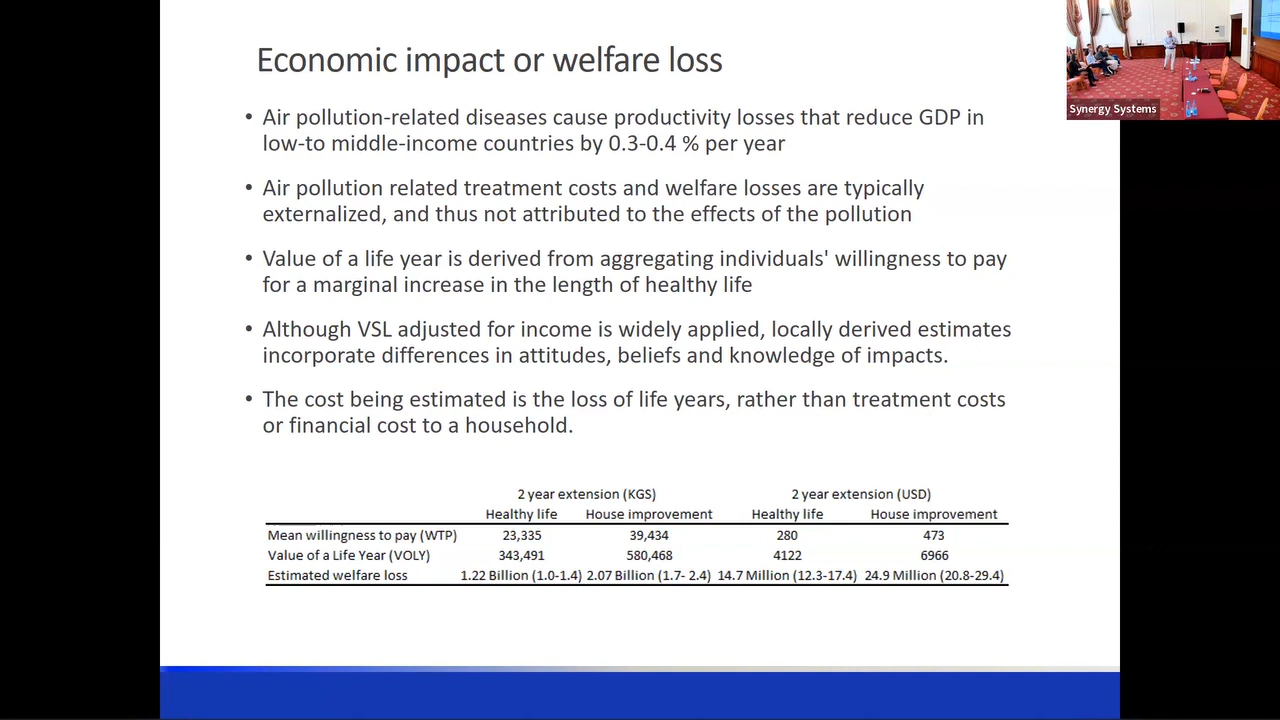 Economic impact or welfare loss
• Air pollution-related diseases cause productivity losses that reduce GDP in
low-to middle-income countries by 0.3-0.4 % per year
• Air pollution related treatment costs and welfare losses are typically
externalized, and thus not attributed to the effects of the pollution
• Value of a life year is derived from aggregating individuals' willingness to pay
for a marginal increase in the length of healthy life
• Although VSL adjusted for income is widely applied, locally derived estimates
incorporate differences in attitudes, beliefs and knowledge of impacts.
• The cost being estimated is the loss of life years, rather than treatment costs
or financial cost to a household.
2 year extension (KGS) 2 year extension (USD)
Healthy life House improvement Healthy life House improvement
Mean willingness to pay (WTP) 23,335 39,434 280 473
Value of a Life Year (VOLY) 343,491 580,468 4122 6966
Estimated welfare loss 1.22 Billion (1.0-1.4) 2.07 Billion (1.7- 2.4) 14.7 Million (12.3-17.4) 24.9 Million (20.8-29.4)
Synergy Systems